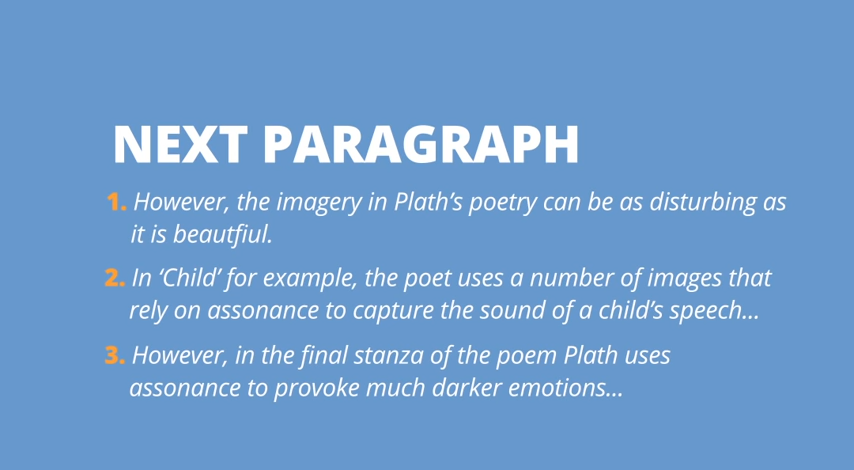 NEXT PARAGRAPH
1. However, the imagery in Plath’s poetry can be as disturbing as
it is beautfiul.
2. In ‘Child’ for example, the poet uses a number of images that
rely on assonance to capture the sound of a child’s speech...
3. However, in the final stanza of the poem Plath uses
assonance to provoke much darker emotions...